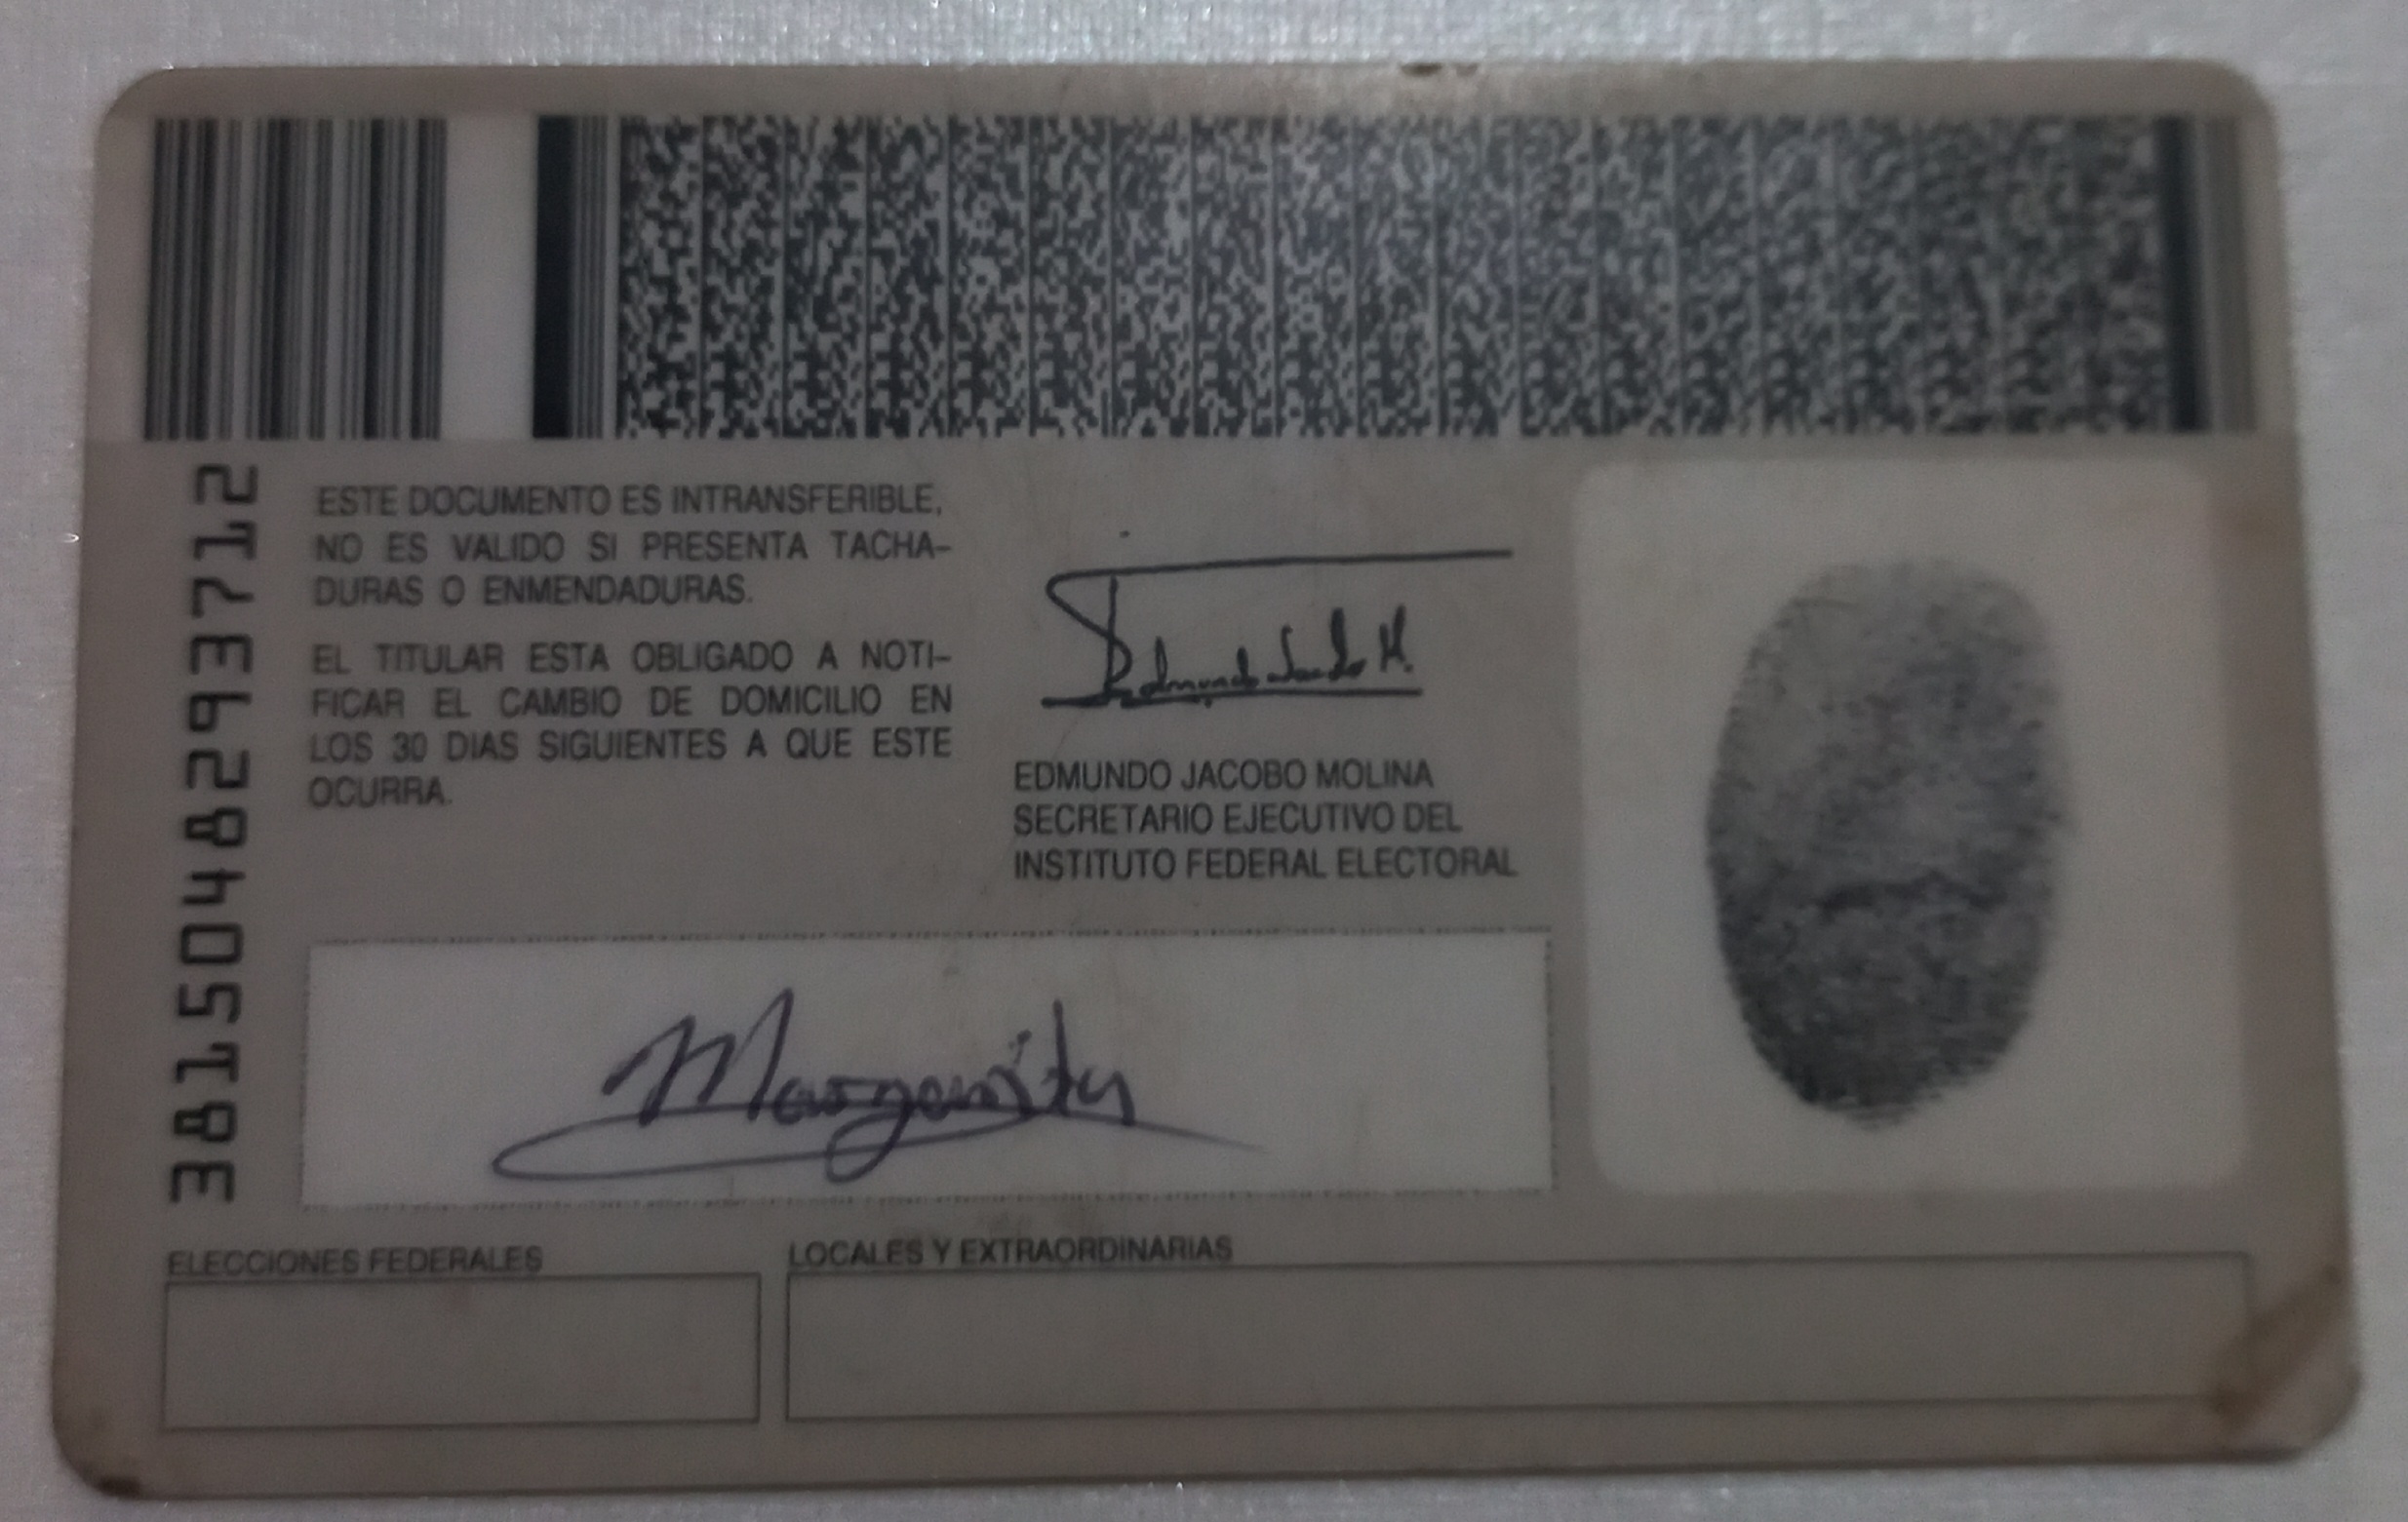 3815048293712
ESTE DOCUMENTO ES INTRANSFERIBLE,
NO ES VALIDO SI PRESENTA TACHA-
DURAS O ENMENDADURAS.
EL TITULAR ESTA OBLIGADO A NOTI-
FICAR EL CAMBIO DE DOMICILIO EN
LOS 30 DIAS SIGUIENTES A QUE ESTE
OCURRA.
Edmundo Jacobo M.
EDMUNDO JACOBO MOLINA
SECRETARIO EJECUTIVO DEL
INSTITUTO FEDERAL ELECTORAL
Margarita
ELECCIONES FEDERALES
LOCALES Y EXTRAORDINARIAS